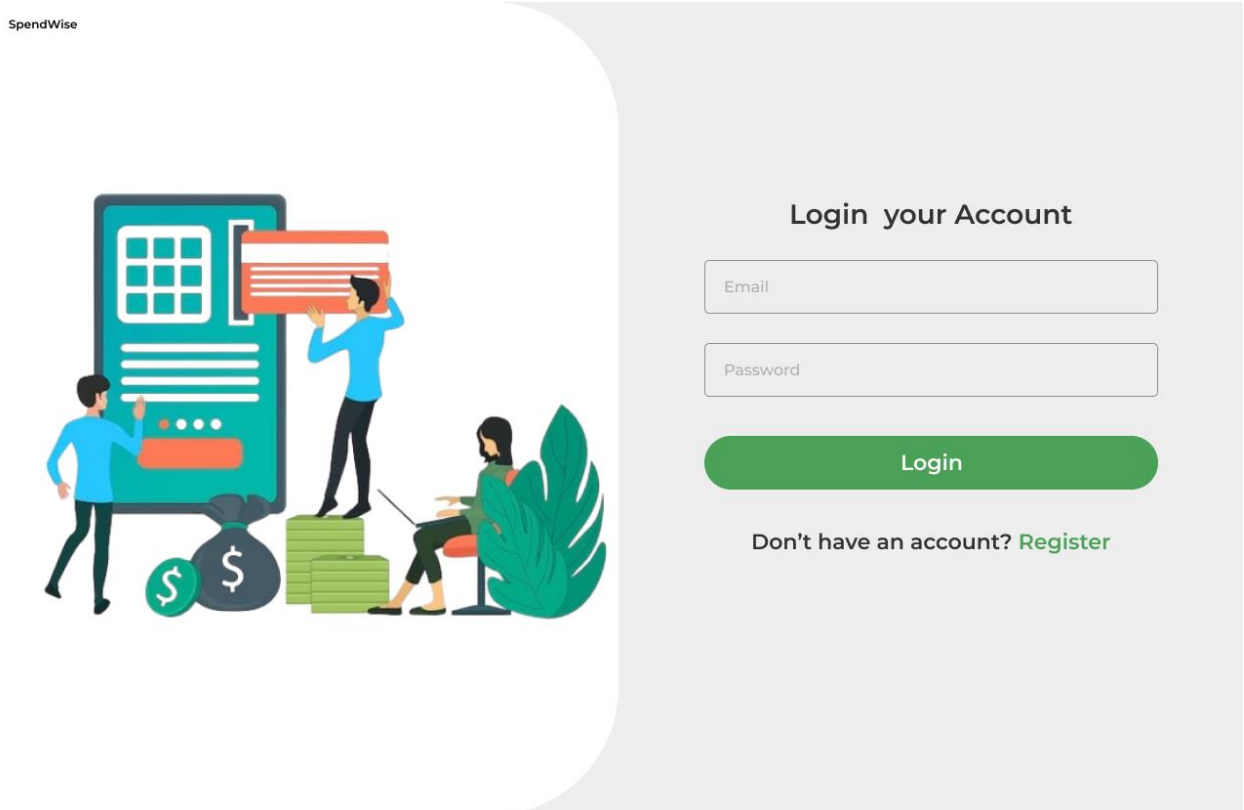 SpendWise
Login  your Account
Email
Password
Login
Don’t have an account? Register
$
$